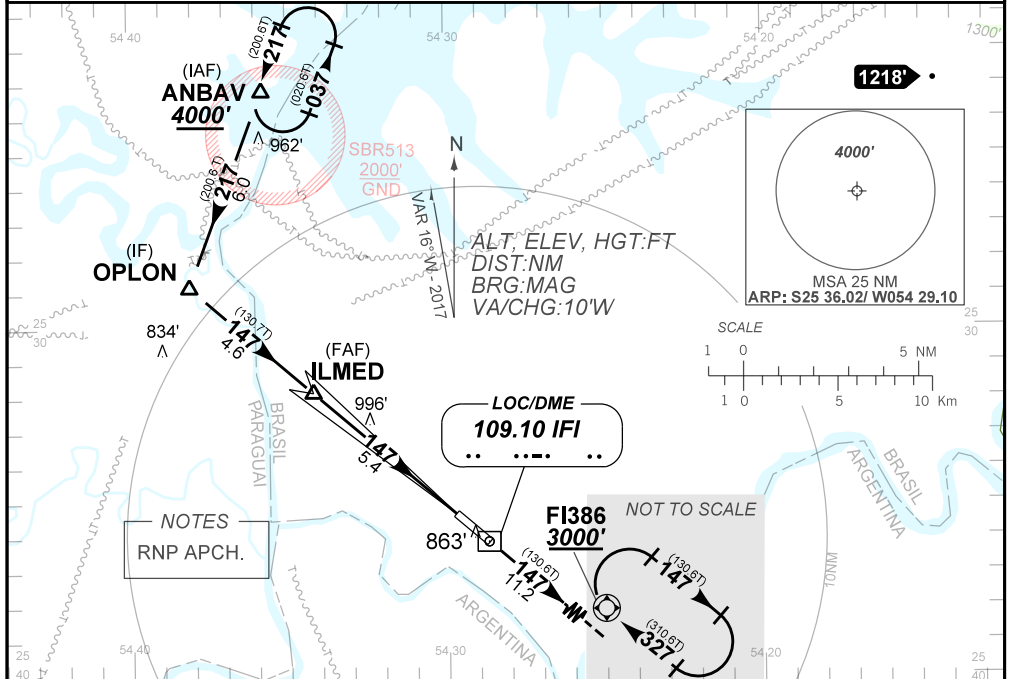 54 40
54 30
54 20
1300'
(200.6T)
217
(020.6T)
037
(IAF)
ANBAV
4000'
962'
1218'
SBR513
2000'
GND
N
VAR 16° W - 2017
ALT, ELEV, HGT:FT
DIST:NM
BRG:MAG
VA/CHG:10'W
4000'
MSA 25 NM
ARP: S25 36.02/ W054 29.10
(200.6T)
217
6.0
(IF)
OPLON
25
30
25
30
SCALE
1 0 5 NM
1 0 5 10 Km
834'
(130.7T)
147
4.6
(FAF)
ILMED
996'
147
5.4
BRASIL
PARAGUAI
LOC/DME
109.10 IFI
.. ..-. ..
BRASIL
ARGENTINA
NOTES
RNP APCH.
863'
FI386
3000'
NOT TO SCALE
(130.6T)
147
11.2
(130.6T)
147
(310.6T)
327
10NM
ARGENTINA
54 40
54 30
54 20
25
40
25
40